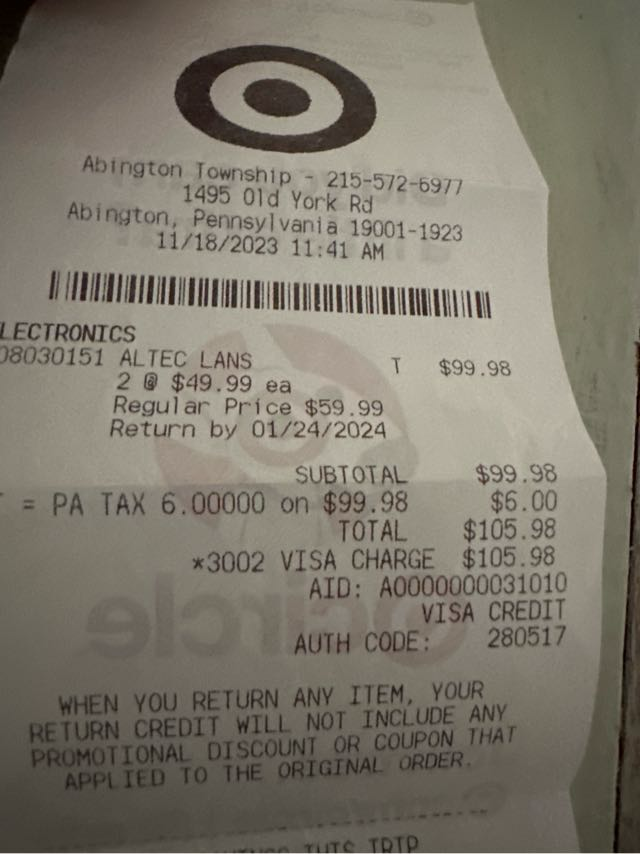 Abington Township - 215-572-6977
1495 Old York Rd
Abington, Pennsylvania 19001-1923
11/18/2023 11:41 AM
LECTRONICS
08030151 ALTEC LANS T $99.98
2 @ $49.99 ea
Regular Price $59.99
Return by 01/24/2024
SUBTOTAL $99.98
= PA TAX 6.00000 on $99.98 $6.00
TOTAL $105.98
*3002 VISA CHARGE $105.98
AID: A0000000031010
VISA CREDIT
AUTH CODE: 280517
WHEN YOU RETURN ANY ITEM, YOUR
RETURN CREDIT WILL NOT INCLUDE ANY
PROMOTIONAL DISCOUNT OR COUPON THAT
APPLIED TO THE ORIGINAL ORDER.
THIS TRIP